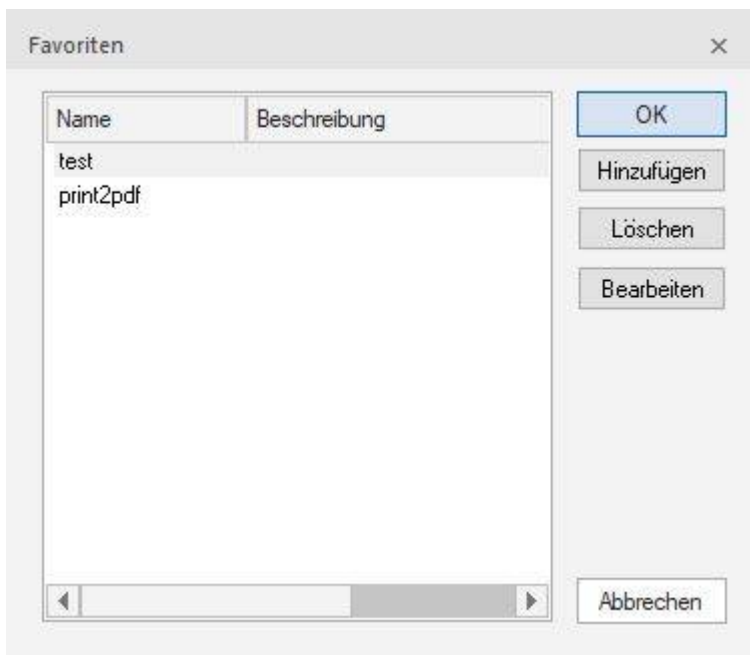 Favoriten
Name Beschreibung
test
print2pdf
OK
Hinzufügen
Löschen
Bearbeiten
Abbrechen